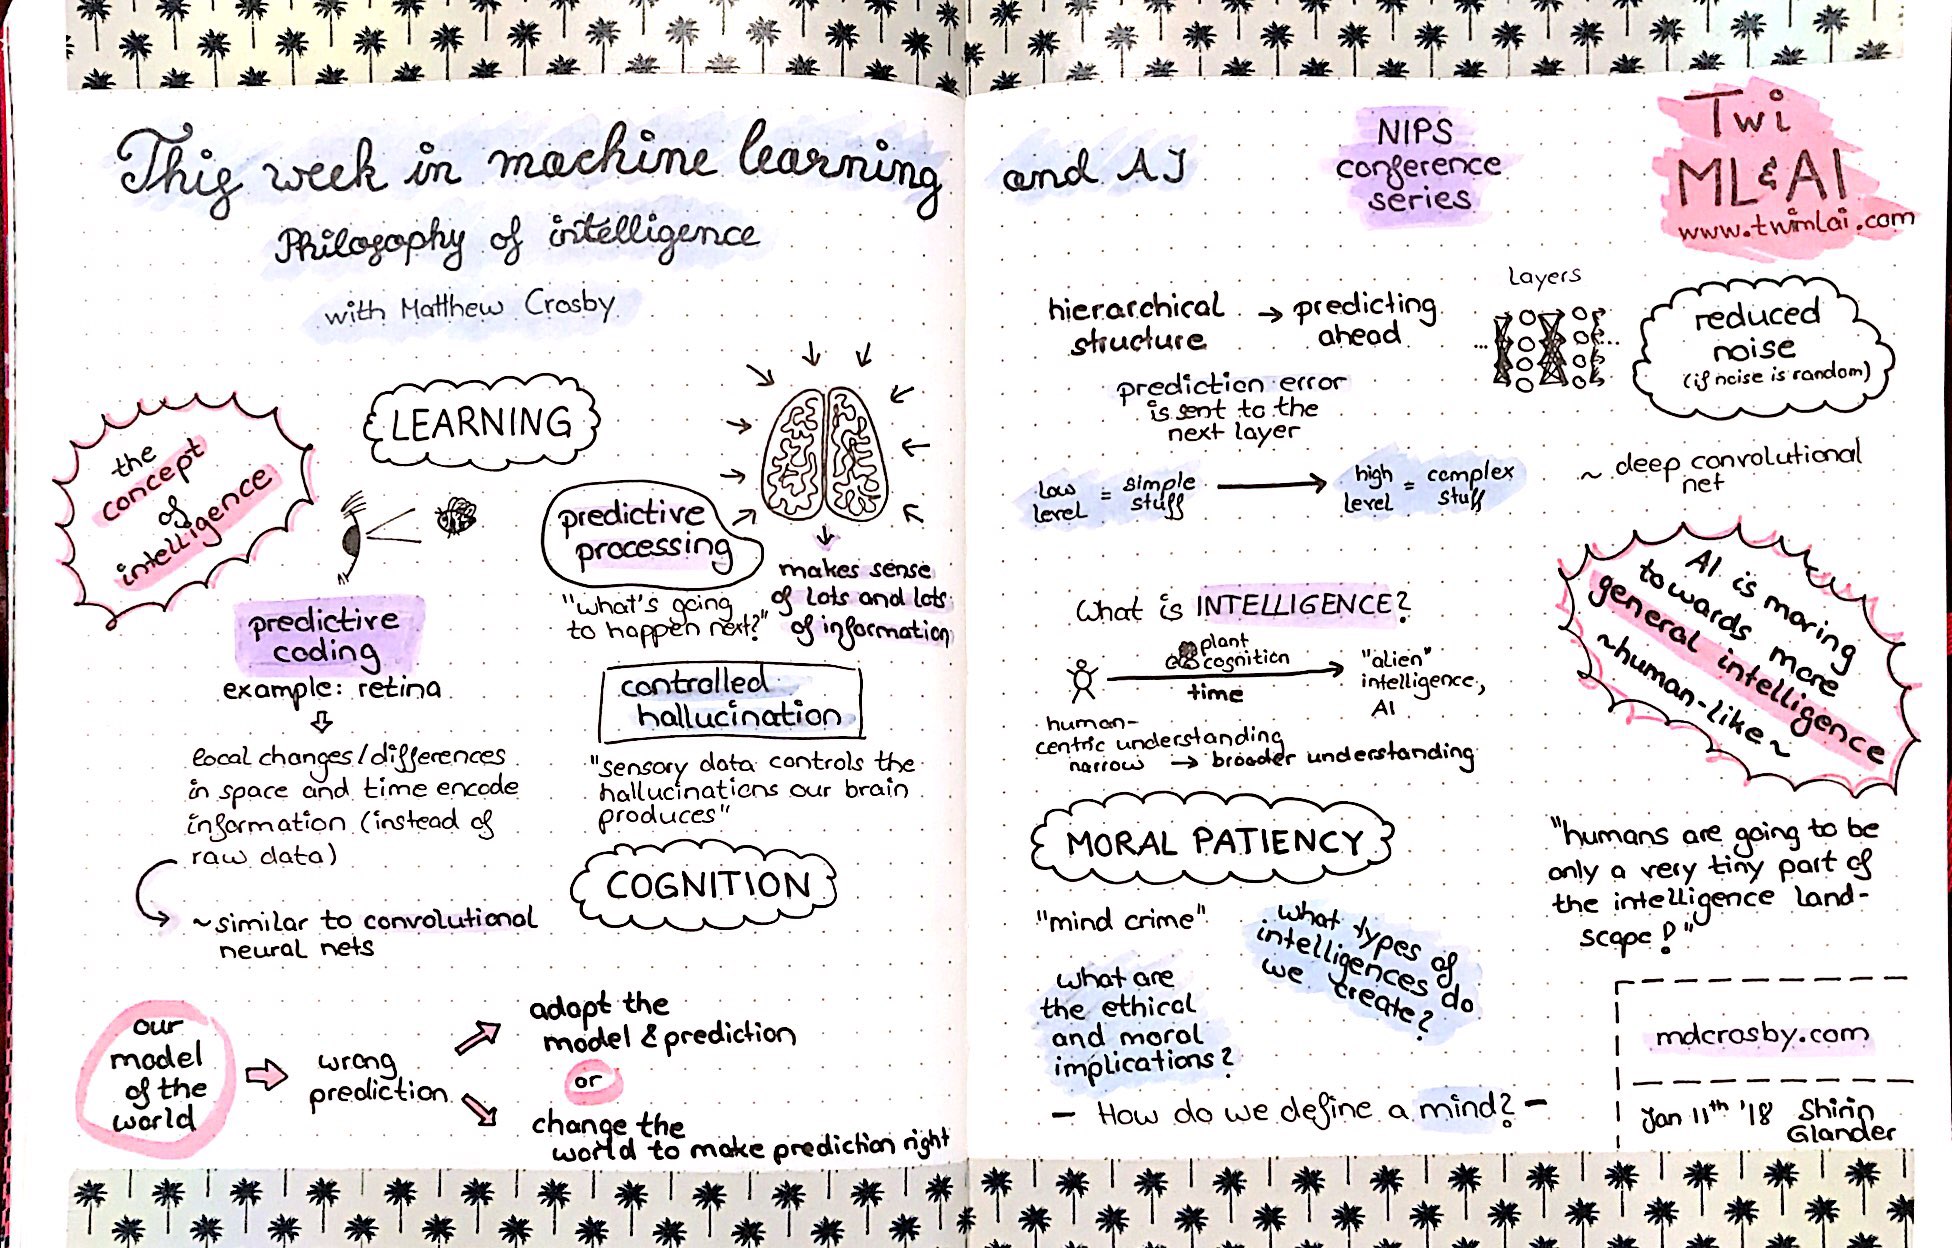 This week in machine learning and AI
Philosophy of intelligence
with Matthew Crosby
the
concept
of
intelligence
LEARNING
predictive
processing
"what's going
to happen next?"
makes sense
of lots and lots
of information
predictive
coding
example: retina
local changes/differences
in space and time encode
information (instead of
raw data)
~similar to convolutional
neural nets
controlled
hallucination
"sensory data controls the
hallucinations our brain
produces"
COGNITION
our
model
of the
world
wrong
prediction
adapt the
model & prediction
or
change the
world to make prediction right
NIPS
conference
series
Twi
ML&AI
www.twimlai.com
hierarchical
structure
→ predicting
ahead
Layers
reduced
noise
(if noise is random)
prediction error
is sent to the
next layer
low
level
= simple
stuff
high
level
= complex
stuff
~ deep convolutional
net
What is INTELLIGENCE?
plant
cognition
time
"alien"
intelligence,
AI
human-
centric understanding
narrow → broader understanding
AI is moving
towards more
general intelligence
~human-like~
MORAL PATIENCY
"mind crime"
what types of
intelligences do
we create?
what are
the ethical
and moral
implications?
- How do we define a mind? -
"humans are going to be
only a very tiny part of
the intelligence land-
scape!"
mdcrosby.com
Jan 11th '18
Shirin
Glander